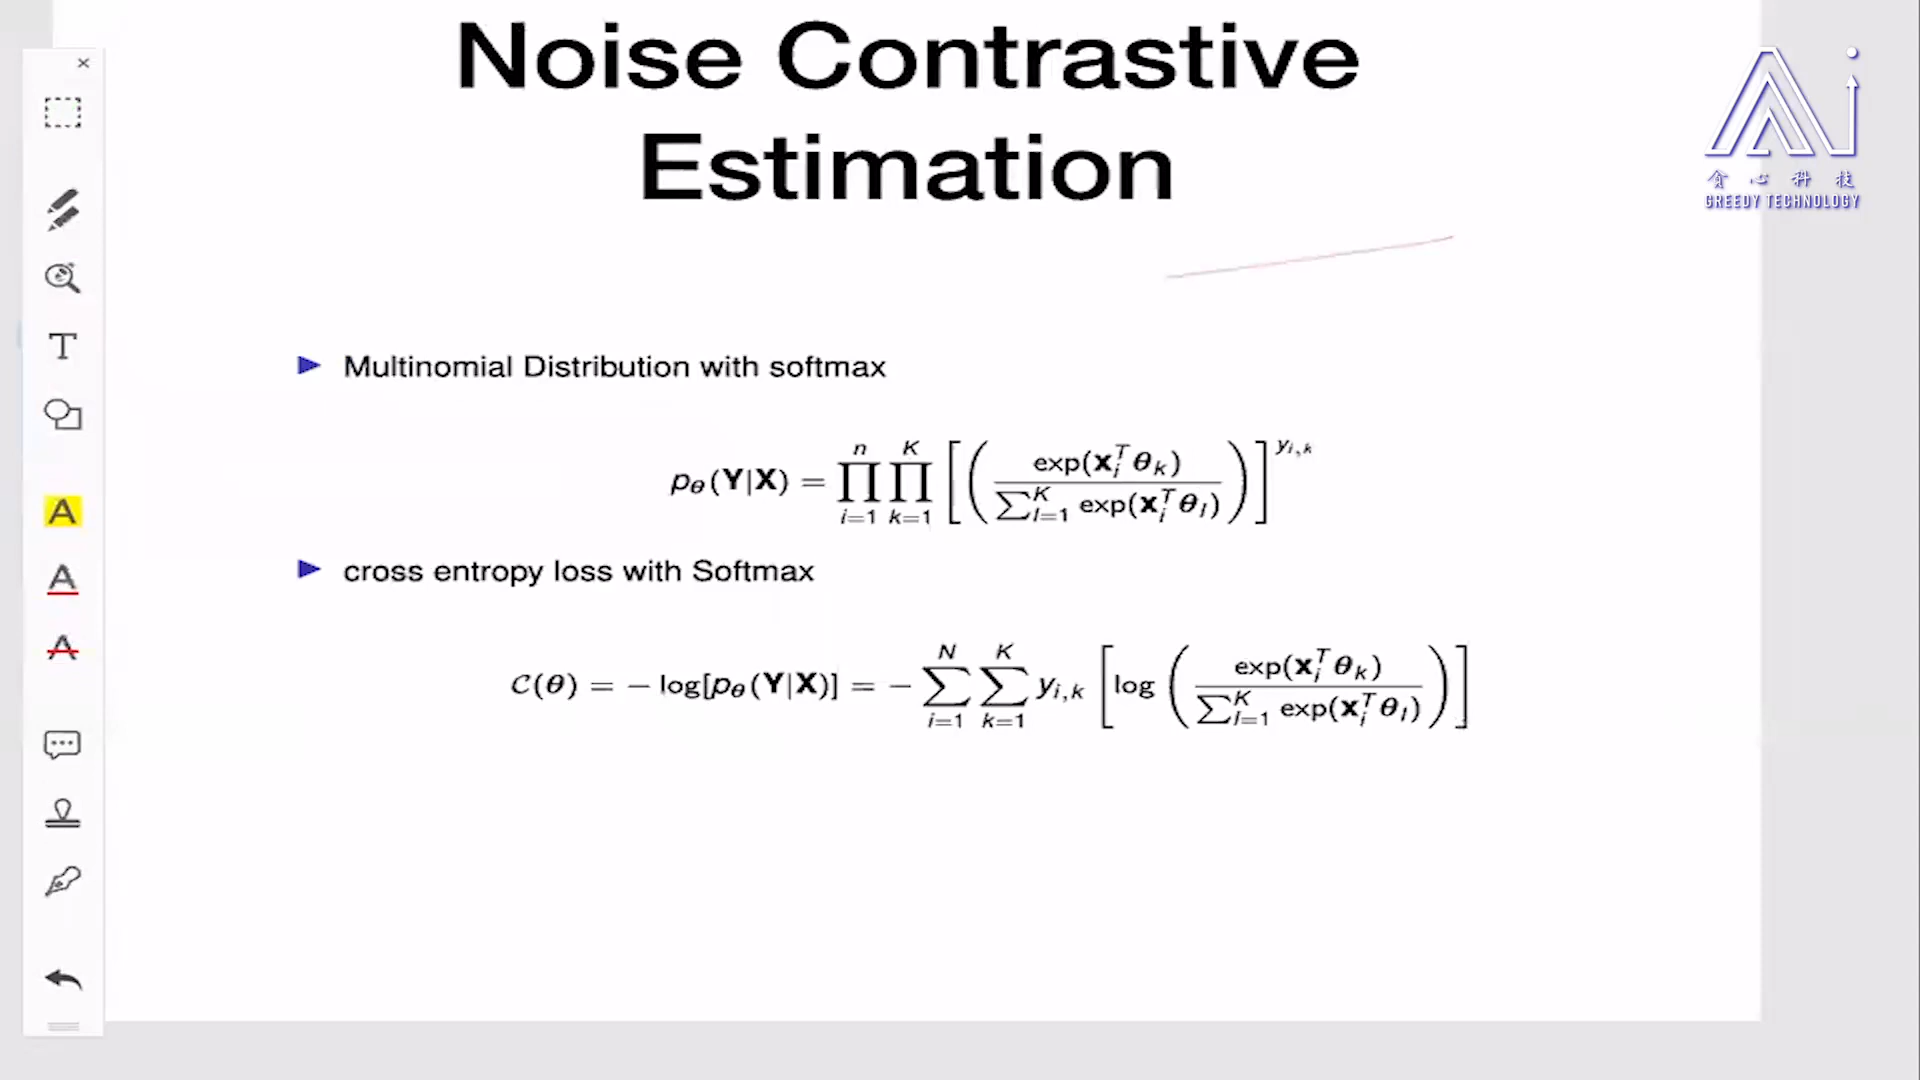 Noise Contrastive
Estimation
贪心科技
GREEDY TECHNOLOGY
Multinomial Distribution with softmax
p_θ(Y|X) = ∏_{i=1}^{n} ∏_{k=1}^{K} [( exp(x_i^T θ_k) / ∑_{l=1}^{K} exp(x_i^T θ_l) )]^{y_{i,k}}
cross entropy loss with Softmax
C(θ) = − log[p_θ(Y|X)] = − ∑_{i=1}^{N} ∑_{k=1}^{K} y_{i,k} [log ( exp(x_i^T θ_k) / ∑_{l=1}^{K} exp(x_i^T θ_l) )]